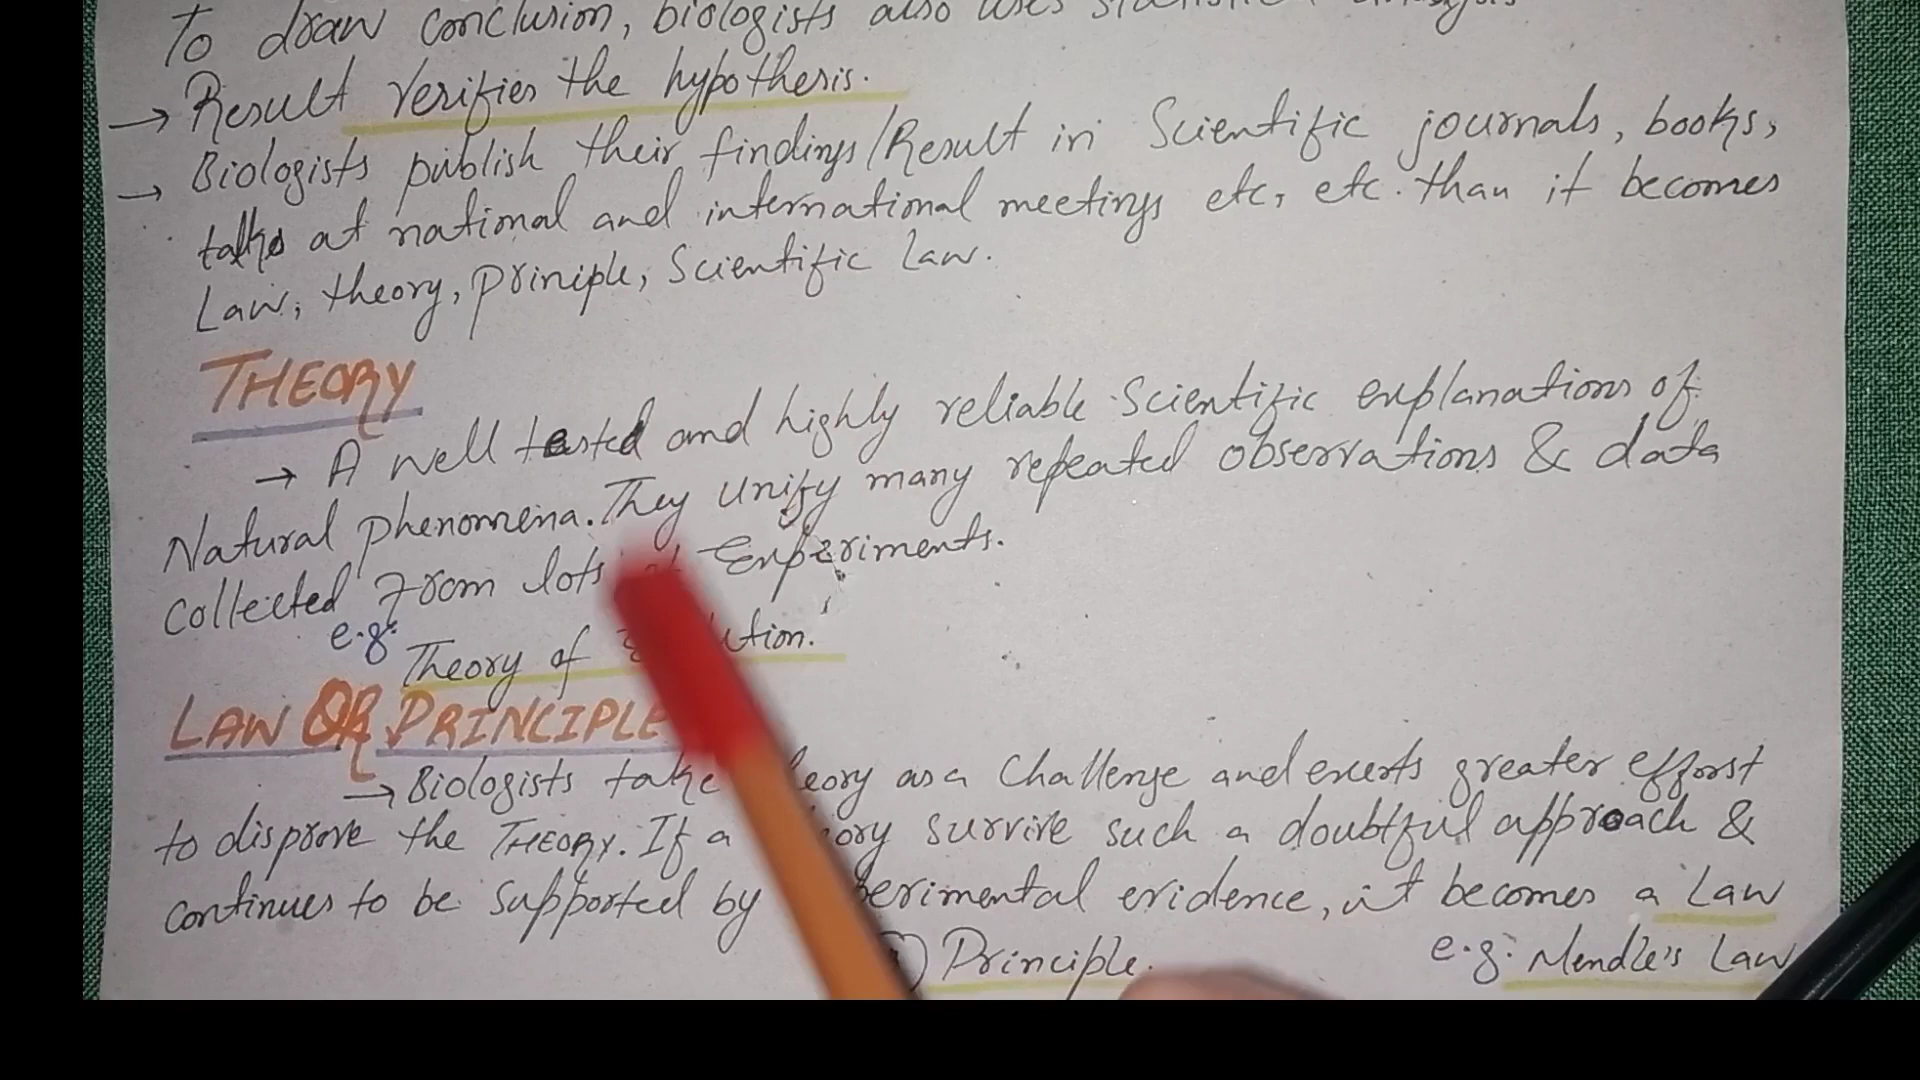 To draw conclusion, biologists also uses analysis
→ Result verifies the hypothesis.
→ Biologists publish their findings/Result in Scientific journals, books,
talks at national and international meetings etc, etc. than it becomes
Law, theory, priniple, Scientific Law.
THEORY
→ A well tested and highly reliable Scientific explanations of
Natural phenomena. They unify many repeated observations & data
collected from lots Experiments.
e.g:
Theory of
LAW OR PRINCIPLE
→ Biologists take as a Challenge and exerts greater effort
to disprove the THEORY. If a survive such a doubtful approach &
continues to be supported by evidence, it becomes a Law
Principle. e.g: Mendle's Law